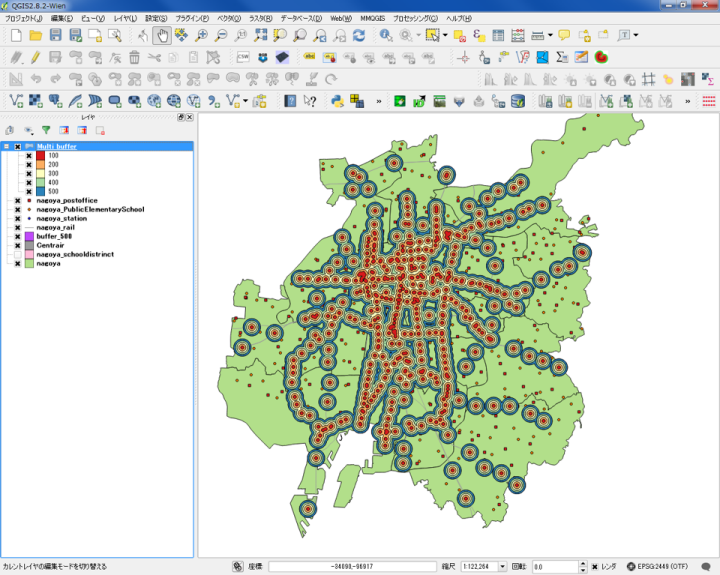 QGIS2.8.2-Wien
プロジェクト(J) 編集(E) ビュー(V) レイヤ(L) 設定(S) プラグイン(P) ベクタ(O) ラスタ(R) データベース(D) Web(W) MMQGIS プロセッシング(C) ヘルプ(H)
レイヤ
Multi buffer
100
200
300
400
500
nagoya_postoffice
nagoya_PublicElementarySchool
nagoya_station
nagoya_rail
buffer_500
Centrair
nagoya_schooldistrinct
nagoya
カレントレイヤの編集モードを切り替える 座標 -34090,-96917 縮尺 1:122,264 回転: 0.0 レンダ EPSG:2449 (OTF)